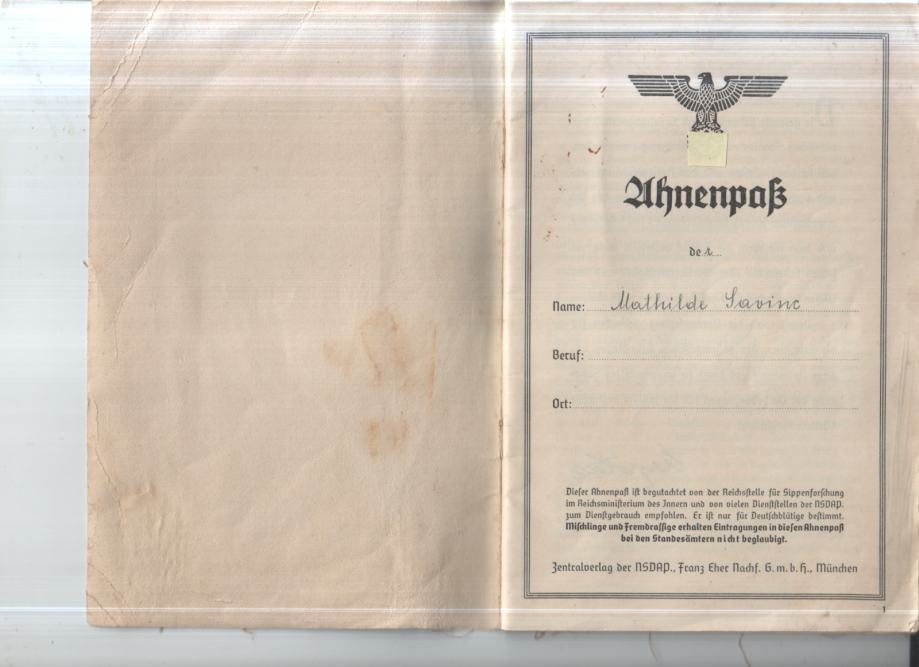 Ahnenpaß
der
Name: Mathilde Savinc
Beruf:
Ort:
Dieser Ahnenpaß ist begutachtet von der Reichsstelle für Sippenforschung
im Reichsministerium des Innern und von vielen Dienststellen der NSDAP.
zum Dienstgebrauch empfohlen. Er ist nur für Deutschblütige bestimmt.
Mischlinge und Fremdrassige erhalten Eintragungen in diesen Ahnenpaß
bei den Standesämtern nicht beglaubigt.
Zentralverlag der NSDAP., Franz Eher Nachf. G.m.b.H., München
1